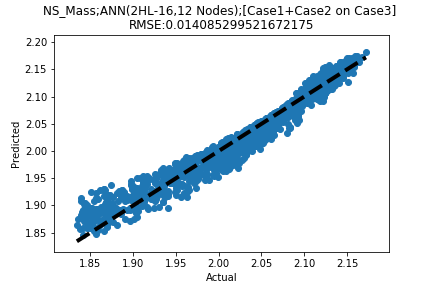 NS_Mass;ANN(2HL-16,12 Nodes);[Case1+Case2 on Case3]
RMSE:0.014085299521672175
2.20
2.15
2.10
2.05
2.00
1.95
1.90
1.85
Predicted
1.85 1.90 1.95 2.00 2.05 2.10 2.15
Actual